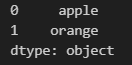 0     apple
1    orange
dtype: object